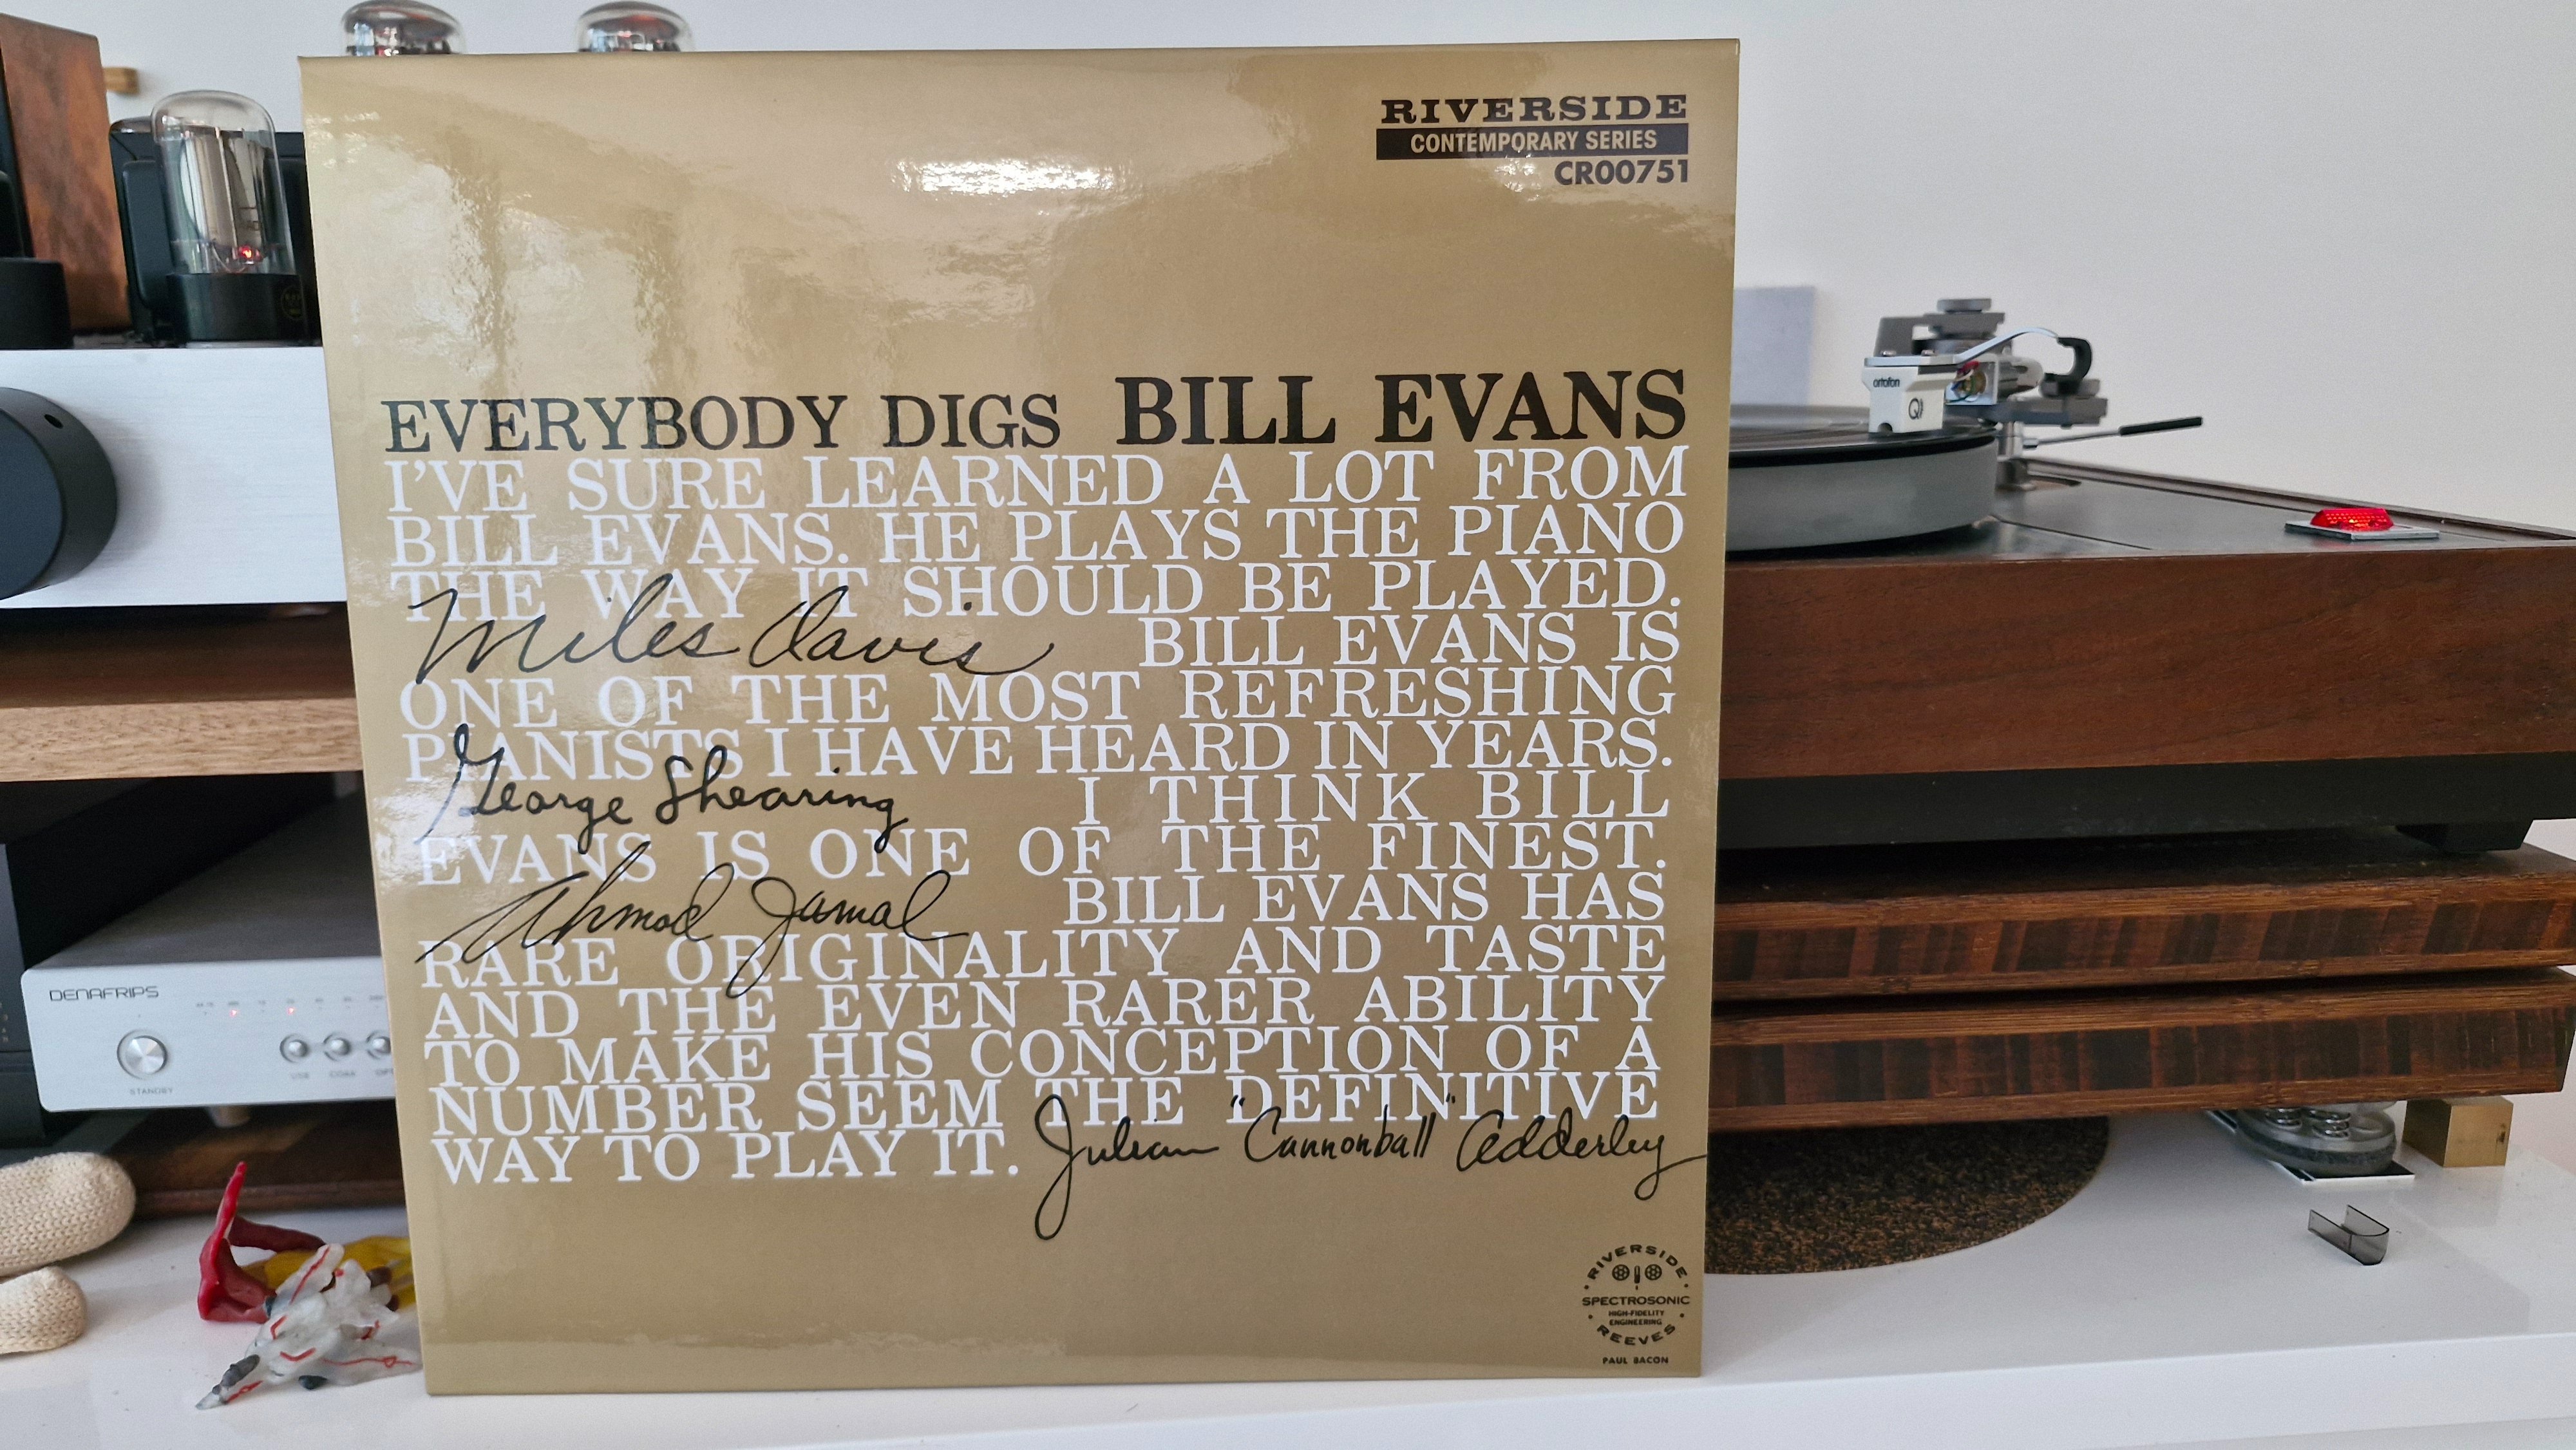 RIVERSIDE
CONTEMPORARY SERIES
CR00751
EVERYBODY DIGS BILL EVANS
I'VE SURE LEARNED A LOT FROM
BILL EVANS. HE PLAYS THE PIANO
THE WAY IT SHOULD BE PLAYED.
Miles Davis BILL EVANS IS
ONE OF THE MOST REFRESHING
PIANISTS I HAVE HEARD IN YEARS.
George Shearing I THINK BILL
EVANS IS ONE OF THE FINEST.
Ahmad Jamal BILL EVANS HAS
RARE ORIGINALITY AND TASTE
AND THE EVEN RARER ABILITY
TO MAKE HIS CONCEPTION OF A
NUMBER SEEM THE DEFINITIVE
WAY TO PLAY IT. Julian "Cannonball" Adderley
RIVERSIDE
SPECTROSONIC
HIGH-FIDELITY
ENGINEERING
REEVES
PAUL BACON
ortofon
DENAFRIPS
STANDBY
COAX